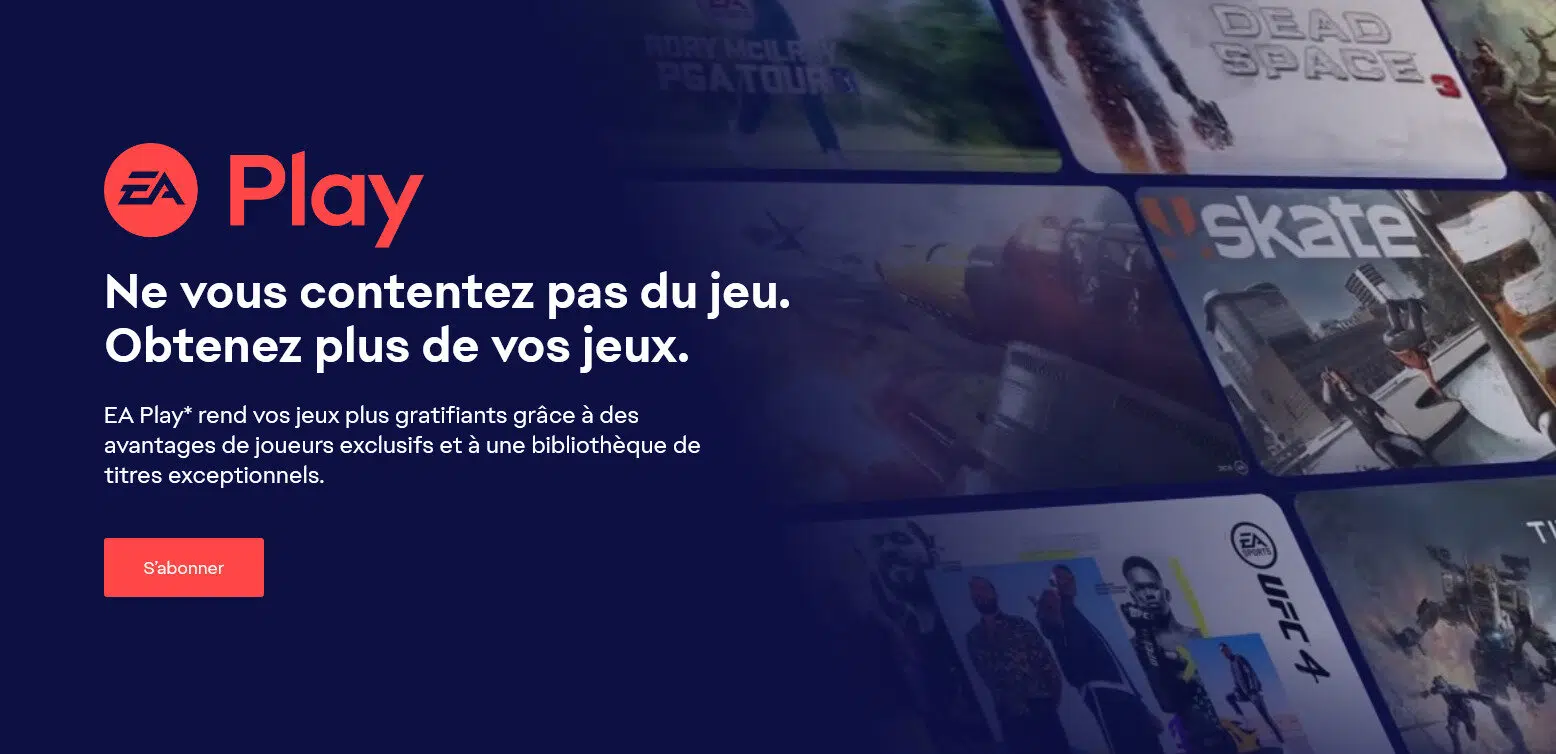 EA
RORY MCILROY
PGA TOUR
DEAD
SPACE 3
EA Play
skate
Ne vous contentez pas du jeu.
Obtenez plus de vos jeux.
EA Play* rend vos jeux plus gratifiants grâce à des
avantages de joueurs exclusifs et à une bibliothèque de
titres exceptionnels.
S'abonner
EA
SPORTS
UFC 4